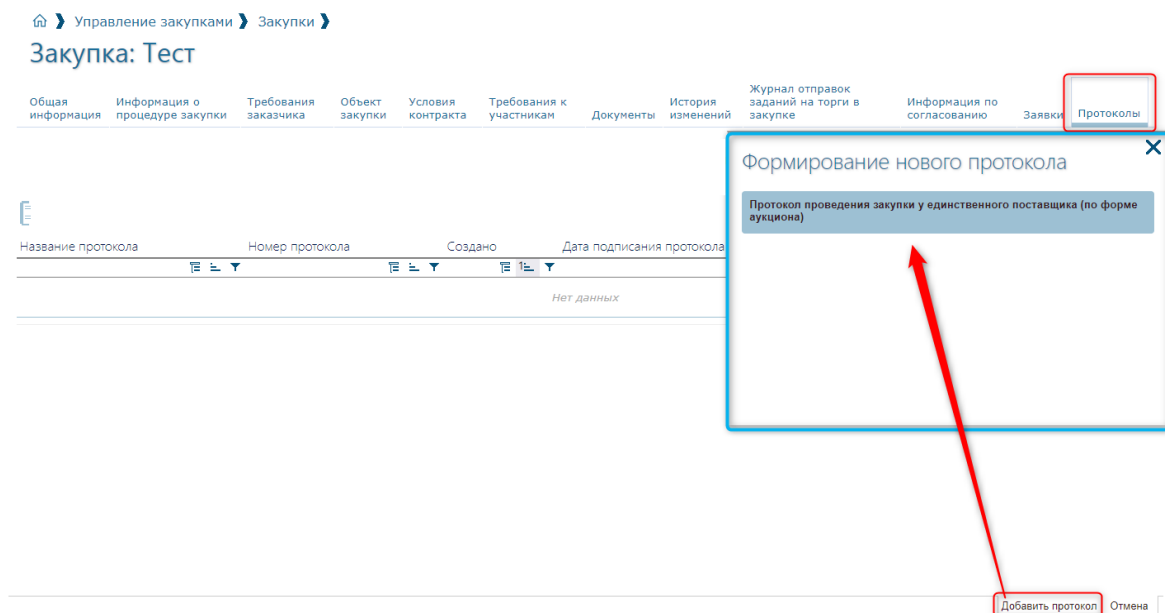 Управление закупками Закупки
Закупка: Тест
Общая информация
Информация о процедуре закупки
Требования заказчика
Объект закупки
Условия контракта
Требования к участникам
Документы
История изменений
Журнал отправок заданий на торги в закупке
Информация по согласованию
Заявки
Протоколы
Формирование нового протокола
Протокол проведения закупки у единственного поставщика (по форме
аукциона)
Название протокола Номер протокола Создано Дата подписания протокола
Нет данных
Добавить протокол Отмена